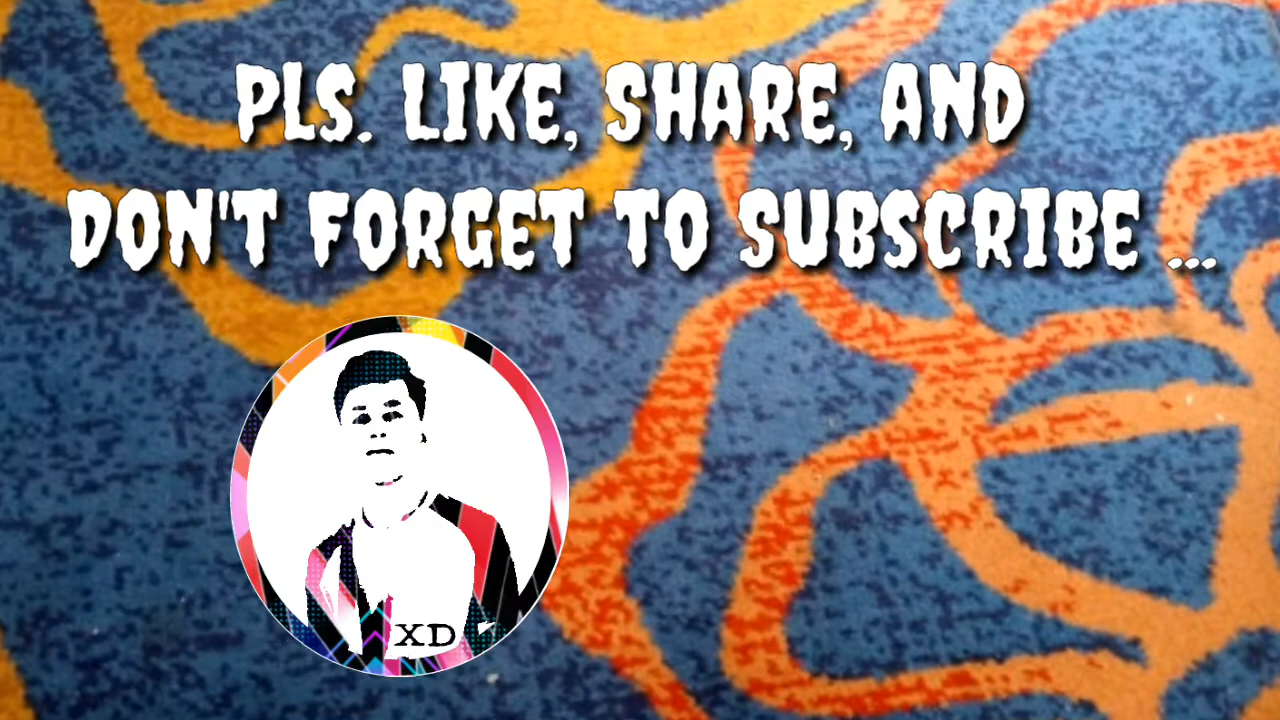 PLS. LIKE, SHARE, AND
DON'T FORGET TO SUBSCRIBE ...
XD